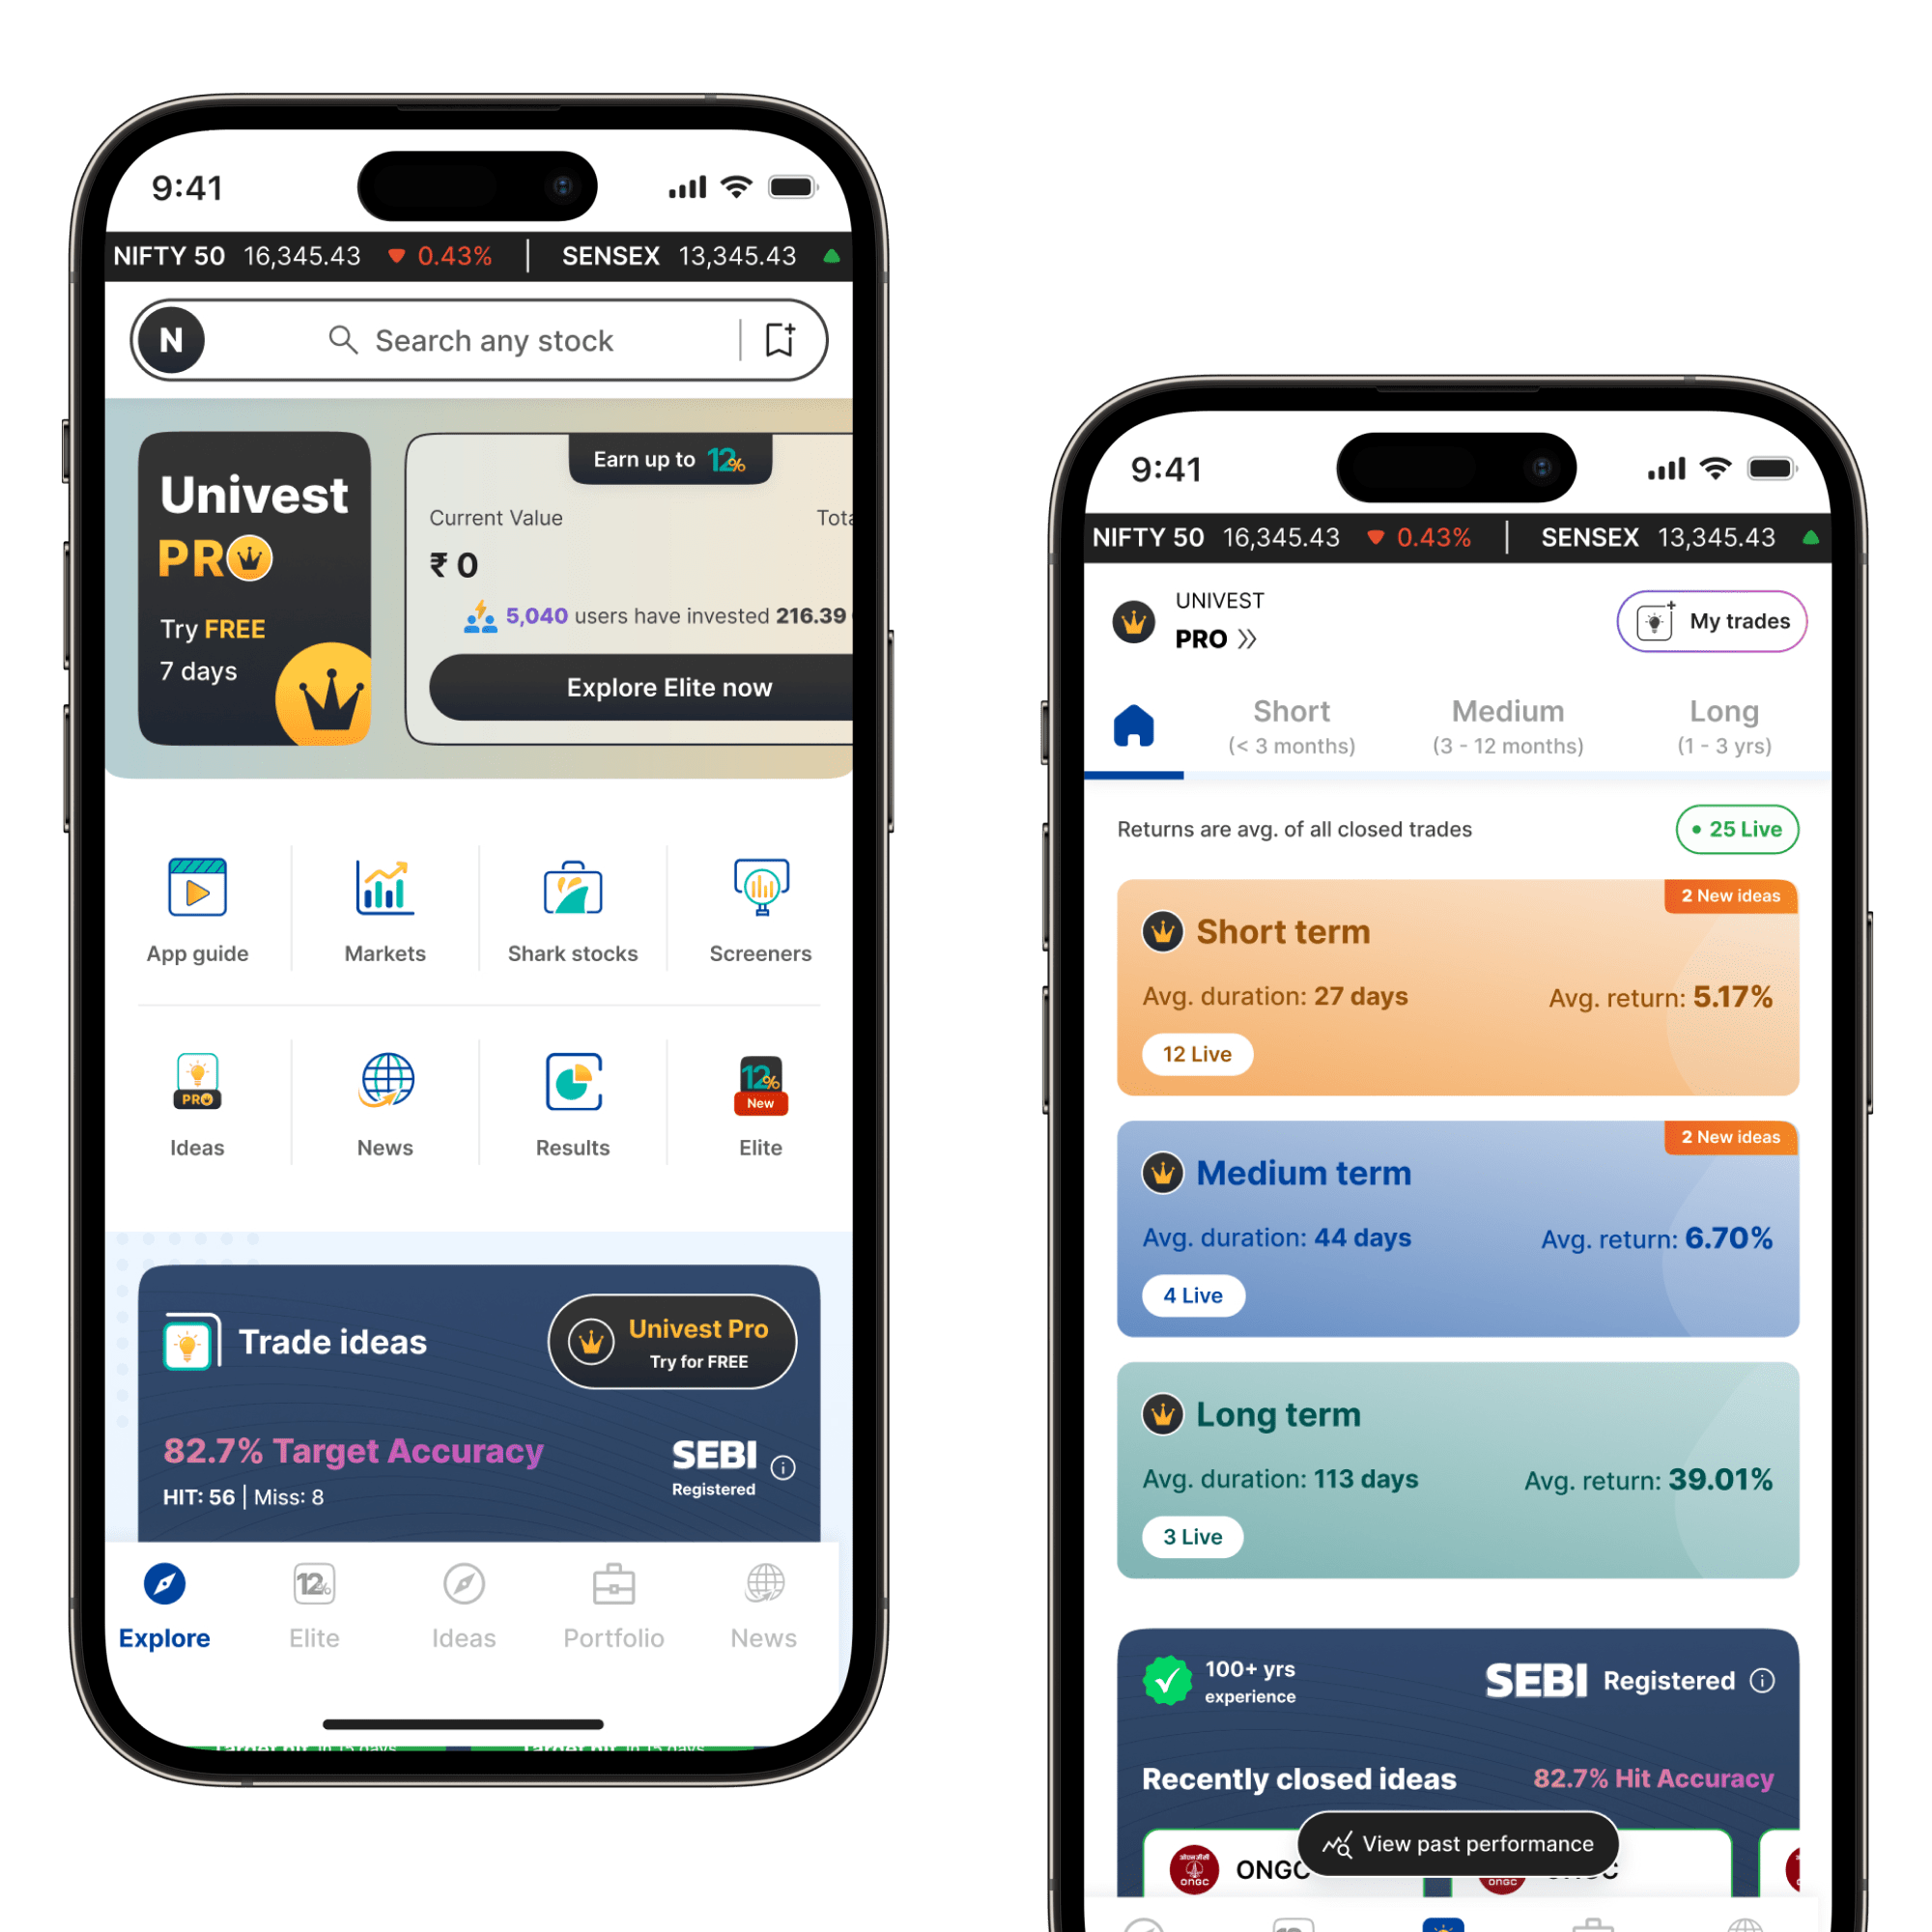 9:41
NIFTY 50 16,345.43 0.43% | SENSEX 13,345.43
N Search any stock
Univest
PRO
Try FREE
7 days
Earn up to 12%
Current Value
₹ 0
5,040 users have invested 216.39
Explore Elite now
App guide
Markets
Shark stocks
Screeners
PRO
12%
New
Ideas
News
Results
Elite
Trade ideas
Univest Pro
Try for FREE
82.7% Target Accuracy
HIT: 56 | Miss: 8
SEBI
Registered
12%
Explore
Elite
Ideas
Portfolio
News
9:41
NIFTY 50 16,345.43 0.43% | SENSEX 13,345.43
UNIVEST
PRO
My trades
Short
(< 3 months)
Medium
(3 - 12 months)
Long
(1 - 3 yrs)
Returns are avg. of all closed trades
25 Live
2 New ideas
Short term
Avg. duration: 27 days
Avg. return: 5.17%
12 Live
2 New ideas
Medium term
Avg. duration: 44 days
Avg. return: 6.70%
4 Live
Long term
Avg. duration: 113 days
Avg. return: 39.01%
3 Live
100+ yrs
experience
SEBI Registered
Recently closed ideas
82.7% Hit Accuracy
View past performance
ongc
ONGC
ongc